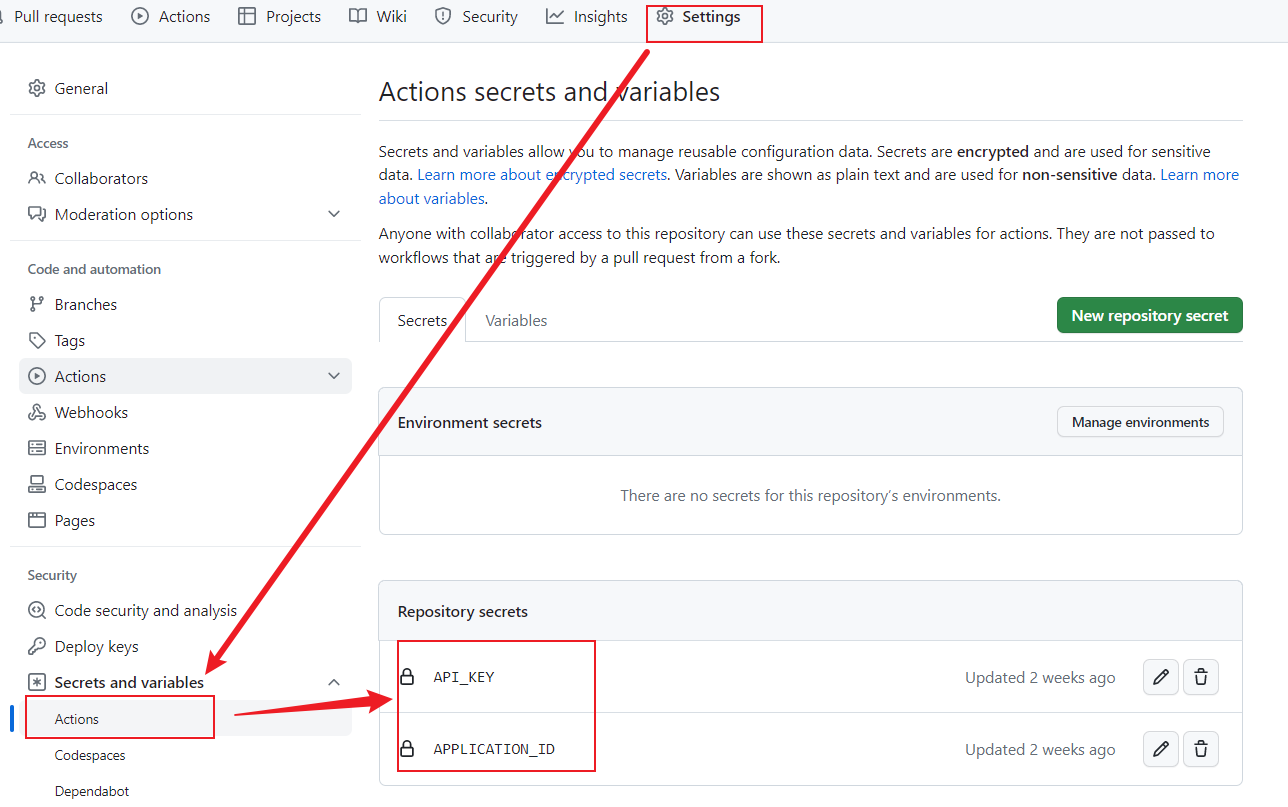 Pull requests
Actions
Projects
Wiki
Security
Insights
Settings
General
Access
Collaborators
Moderation options
Code and automation
Branches
Tags
Actions
Webhooks
Environments
Codespaces
Pages
Security
Code security and analysis
Deploy keys
Secrets and variables
Actions
Codespaces
Dependabot
Actions secrets and variables
Secrets and variables allow you to manage reusable configuration data. Secrets are encrypted and are used for sensitive
data. Learn more about encrypted secrets. Variables are shown as plain text and are used for non-sensitive data. Learn more
about variables.
Anyone with collaborator access to this repository can use these secrets and variables for actions. They are not passed to
workflows that are triggered by a pull request from a fork.
Secrets
Variables
New repository secret
Environment secrets
Manage environments
There are no secrets for this repository’s environments.
Repository secrets
API_KEY
Updated 2 weeks ago
APPLICATION_ID
Updated 2 weeks ago